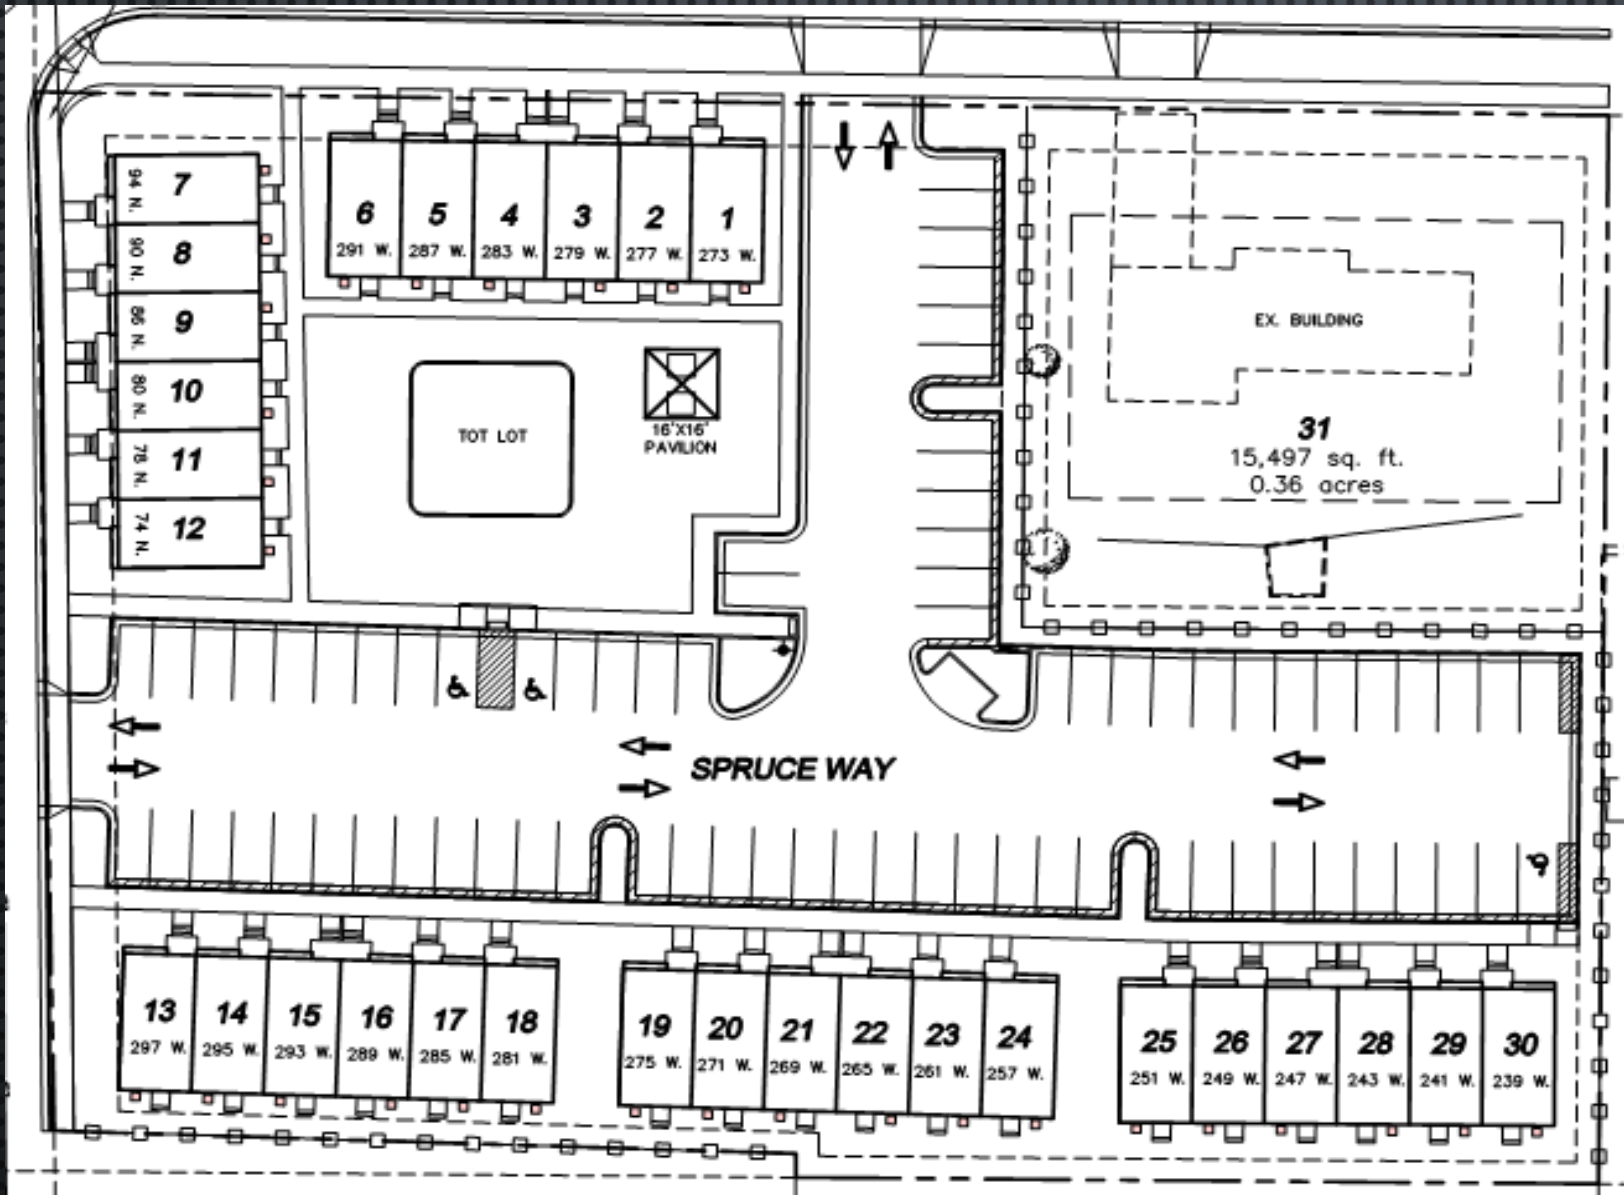 7
94 N.
8
90 N.
9
86 N.
10
80 N.
11
78 N.
12
74 N.
6
291 W.
5
287 W.
4
283 W.
3
279 W.
2
277 W.
1
273 W.
TOT LOT
16'X16'
PAVILION
EX. BUILDING
31
15,497 sq. ft.
0.36 acres
SPRUCE WAY
13
297 W.
14
295 W.
15
293 W.
16
289 W.
17
285 W.
18
281 W.
19
275 W.
20
271 W.
21
269 W.
22
265 W.
23
261 W.
24
257 W.
25
251 W.
26
249 W.
27
247 W.
28
243 W.
29
241 W.
30
239 W.